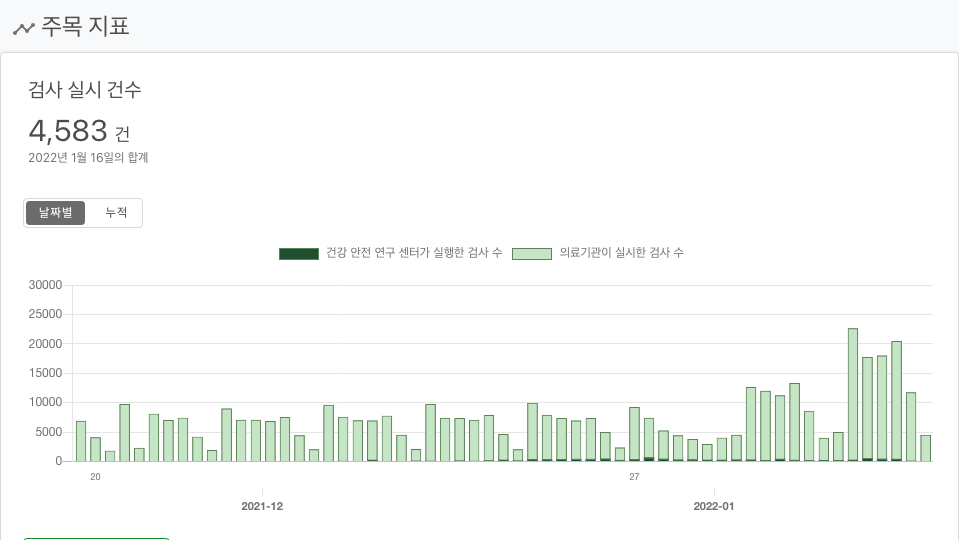 주목 지표
검사 실시 건수
4,583 건
2022년 1월 16일의 합계
날짜별 누적
건강 안전 연구 센터가 실행한 검사 수 의료기관이 실시한 검사 수
30000
25000
20000
15000
10000
5000
0
20 27
2021-12 2022-01